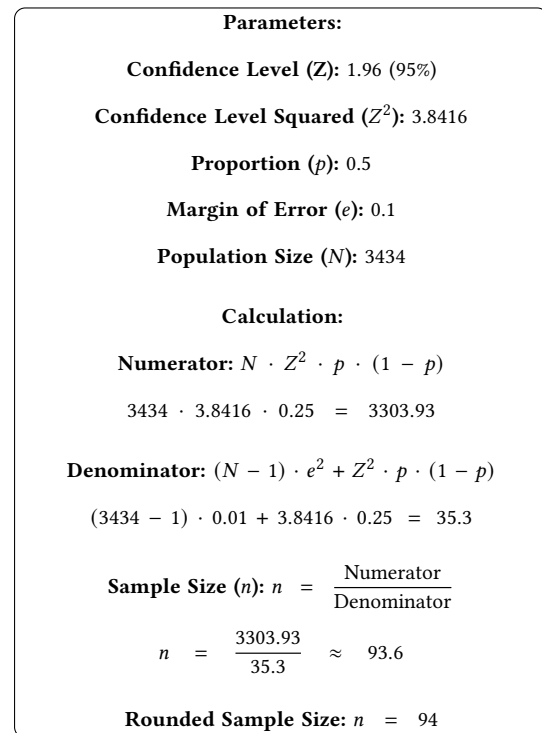 Parameters:
Confidence Level (Z): 1.96 (95%)
Confidence Level Squared (Z²): 3.8416
Proportion (p): 0.5
Margin of Error (e): 0.1
Population Size (N): 3434
Calculation:
Numerator: N · Z² · p · (1 − p)
3434 · 3.8416 · 0.25 = 3303.93
Denominator: (N − 1) · e² + Z² · p · (1 − p)
(3434 − 1) · 0.01 + 3.8416 · 0.25 = 35.3
Sample Size (n): n = Numerator / Denominator
n = 3303.93 / 35.3 ≈ 93.6
Rounded Sample Size: n = 94